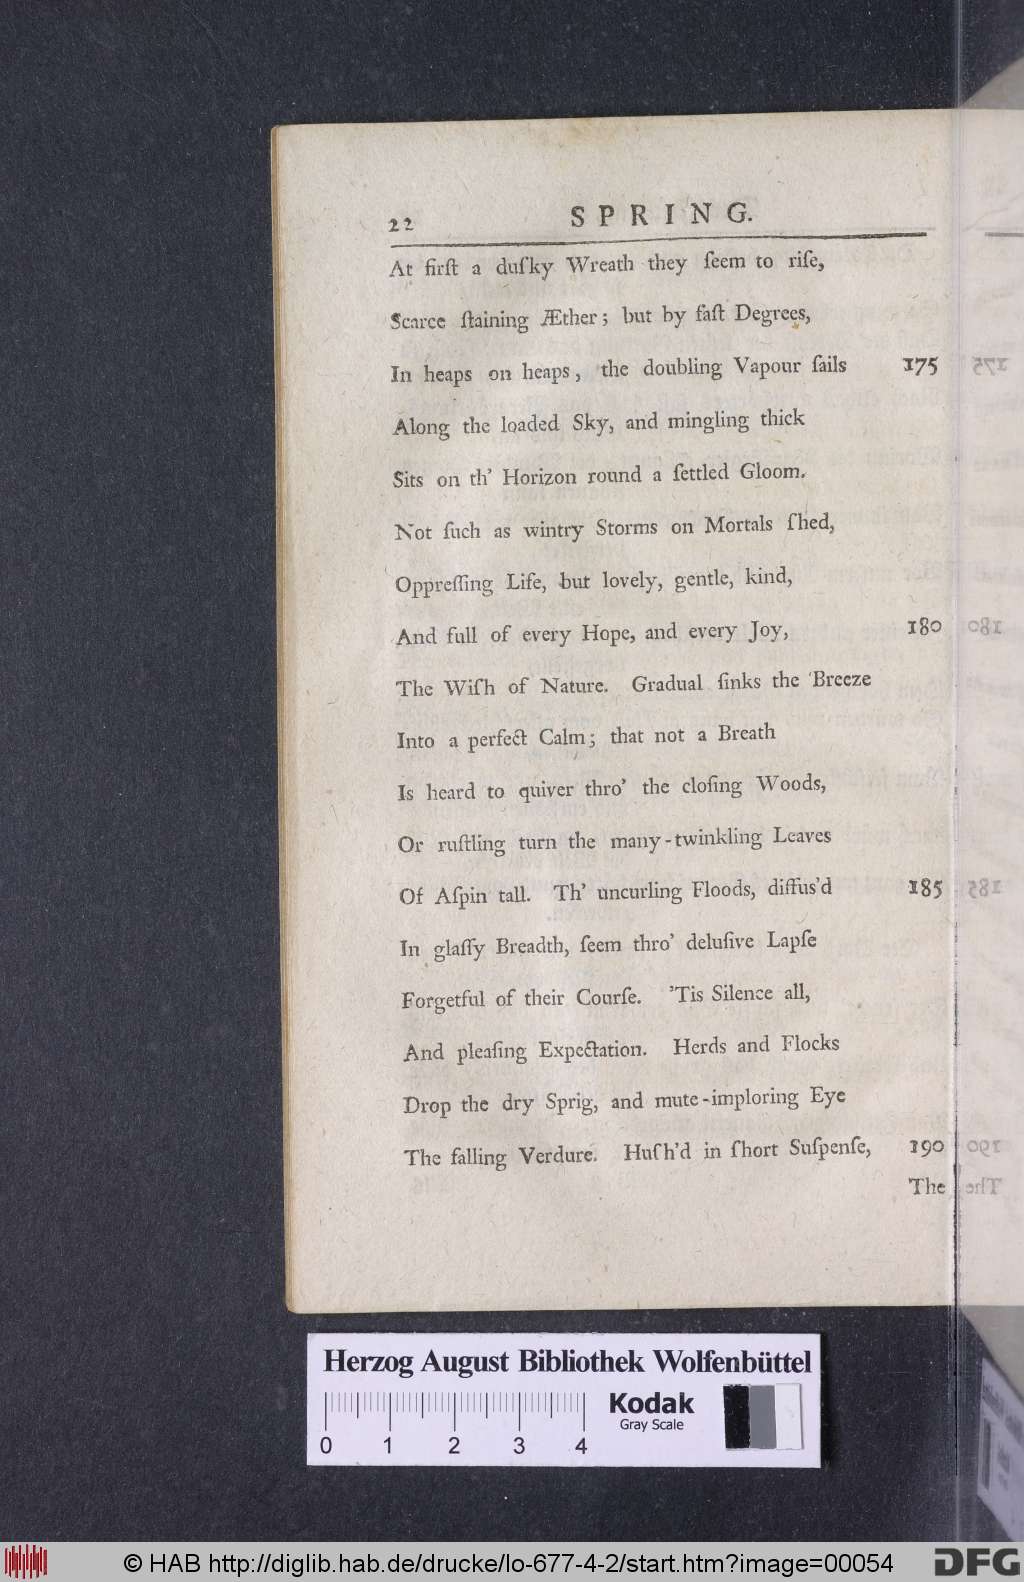 22 SPRING.
At firſt a duſky Wreath they ſeem to riſe,
Scarce ſtaining Æther; but by faſt Degrees,
In heaps on heaps, the doubling Vapour ſails 175
Along the loaded Sky, and mingling thick
Sits on th' Horizon round a ſettled Gloom.
Not ſuch as wintry Storms on Mortals ſhed,
Oppreſſing Life, but lovely, gentle, kind,
And full of every Hope, and every Joy, 180
The Wiſh of Nature. Gradual ſinks the Breeze
Into a perfect Calm; that not a Breath
Is heard to quiver thro' the cloſing Woods,
Or ruſtling turn the many-twinkling Leaves
Of Aſpin tall. Th' uncurling Floods, diffus'd 185
In glaſſy Breadth, ſeem thro' deluſive Lapſe
Forgetful of their Courſe. 'Tis Silence all,
And pleaſing Expectation. Herds and Flocks
Drop the dry Sprig, and mute-imploring Eye
The falling Verdure. Huſh'd in ſhort Suſpenſe, 190
The
Herzog August Bibliothek Wolfenbüttel
0 1 2 3 4
Kodak
Gray Scale
© HAB http://diglib.hab.de/drucke/lo-677-4-2/start.htm?image=00054
DFG